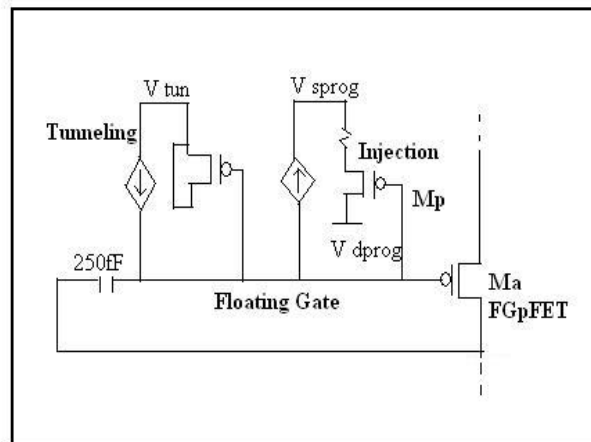 V tun
V sprog
Tunneling
Injection
Mp
V dprog
250fF
Floating Gate
Ma
FGpFET